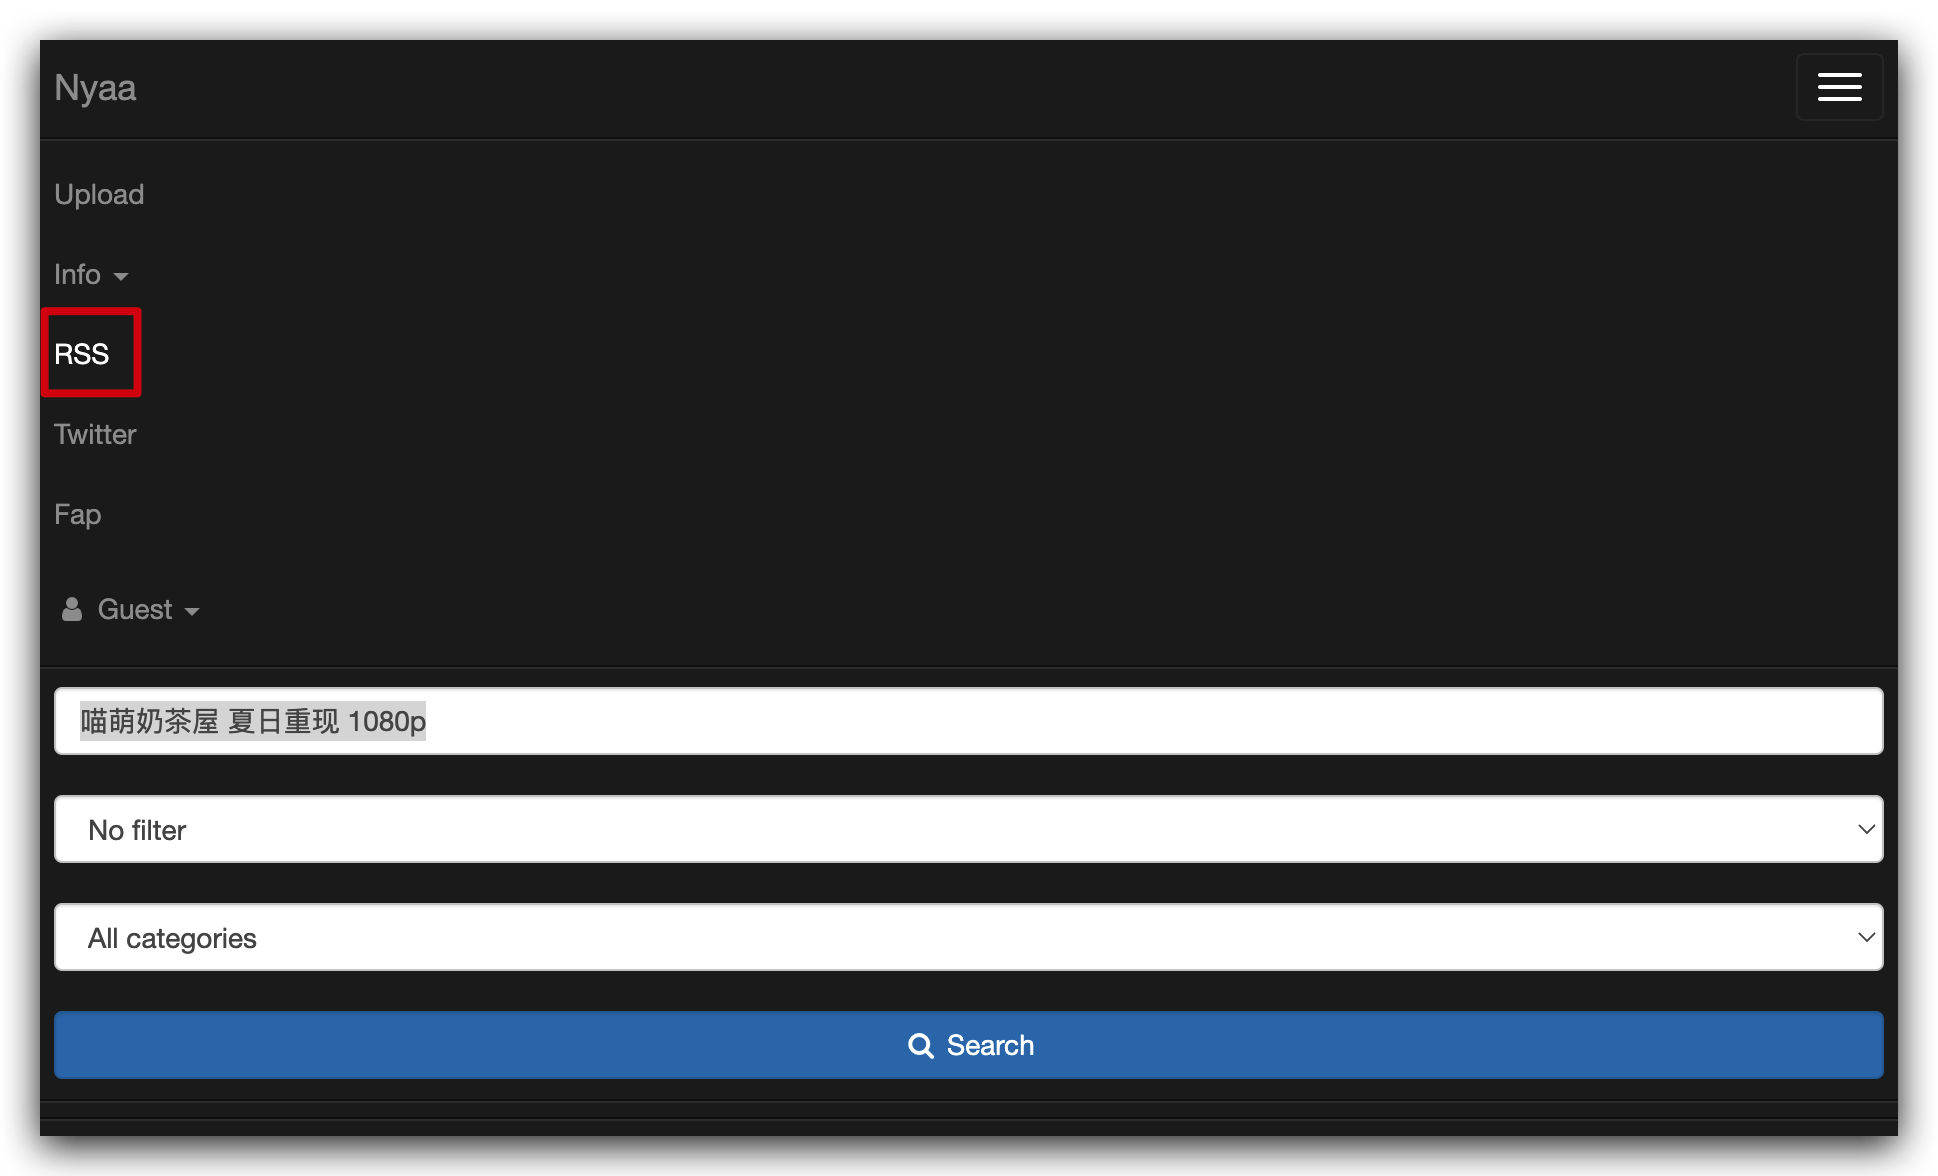 Nyaa
Upload
Info
RSS
Twitter
Fap
Guest
喵萌奶茶屋 夏日重现 1080p
No filter
All categories
Search